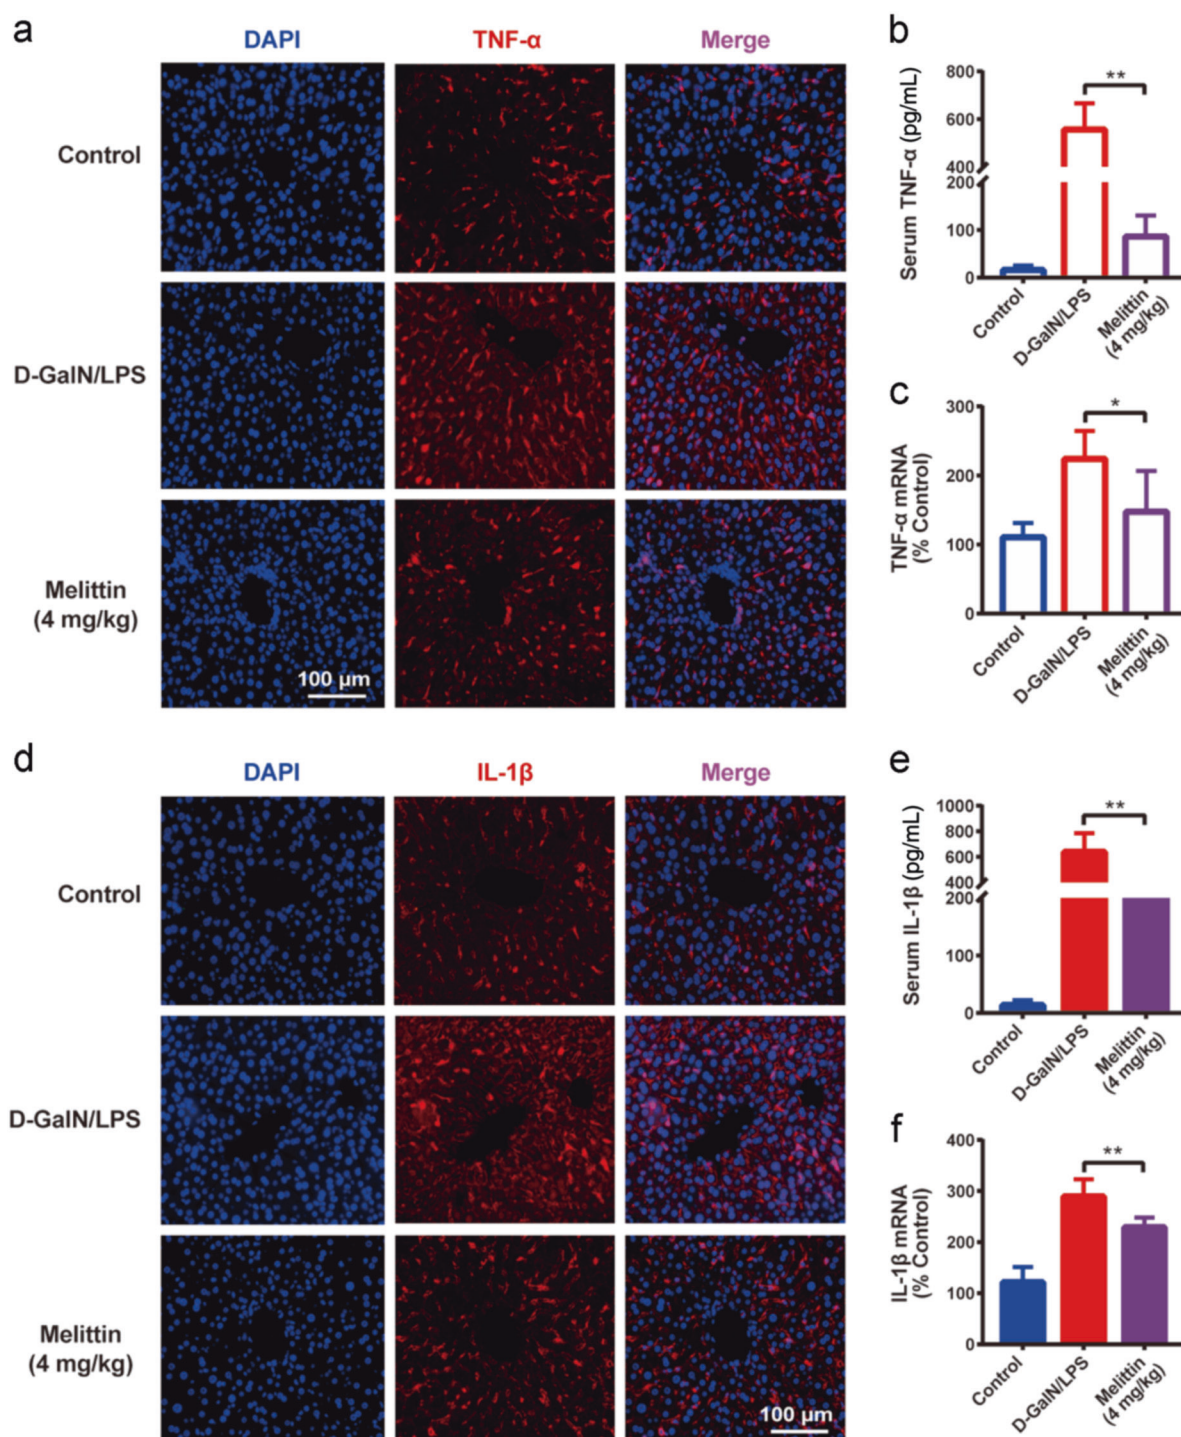 a
DAPI
TNF-α
Merge
Control
D-GalN/LPS
Melittin
(4 mg/kg)
100 μm
b
Serum TNF-α (pg/mL)
800
600
400
200
100
0
**
Control
D-GalN/LPS
Melittin
(4 mg/kg)
c
TNF-α mRNA
(% Control)
300
200
100
0
*
Control
D-GalN/LPS
Melittin
(4 mg/kg)
d
DAPI
IL-1β
Merge
Control
D-GalN/LPS
Melittin
(4 mg/kg)
100 μm
e
Serum IL-1β (pg/mL)
1000
800
600
400
200
100
0
**
Control
D-GalN/LPS
Melittin
(4 mg/kg)
f
IL-1β mRNA
(% Control)
400
300
200
100
0
**
Control
D-GalN/LPS
Melittin
(4 mg/kg)